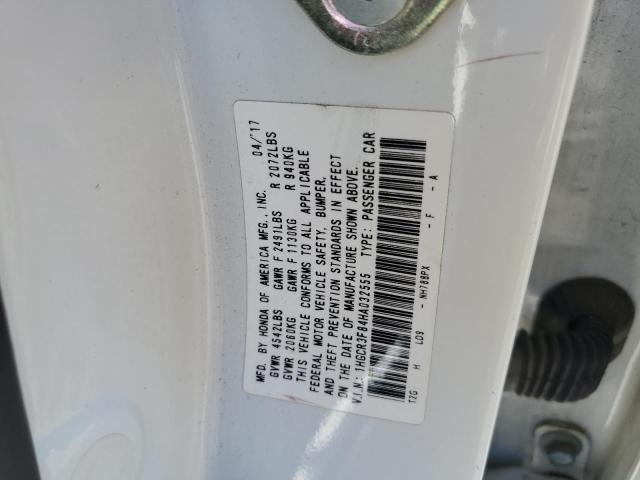 MFD. BY HONDA OF AMERICA MFG., INC. 04/'17
GVWR 4542LBS GAWR F 2491LBS R 2072LBS
GVWR 2060KG GAWR F 1130KG R 940KG
THIS VEHICLE CONFORMS TO ALL APPLICABLE
FEDERAL MOTOR VEHICLE SAFETY, BUMPER,
AND THEFT PREVENTION STANDARDS IN EFFECT
ON THE DATE OF MANUFACTURE SHOWN ABOVE.
V.I.N.: 1HGCR3F84HA032555 TYPE: PASSENGER CAR
T2G H LD9 - NH788PX - F - A